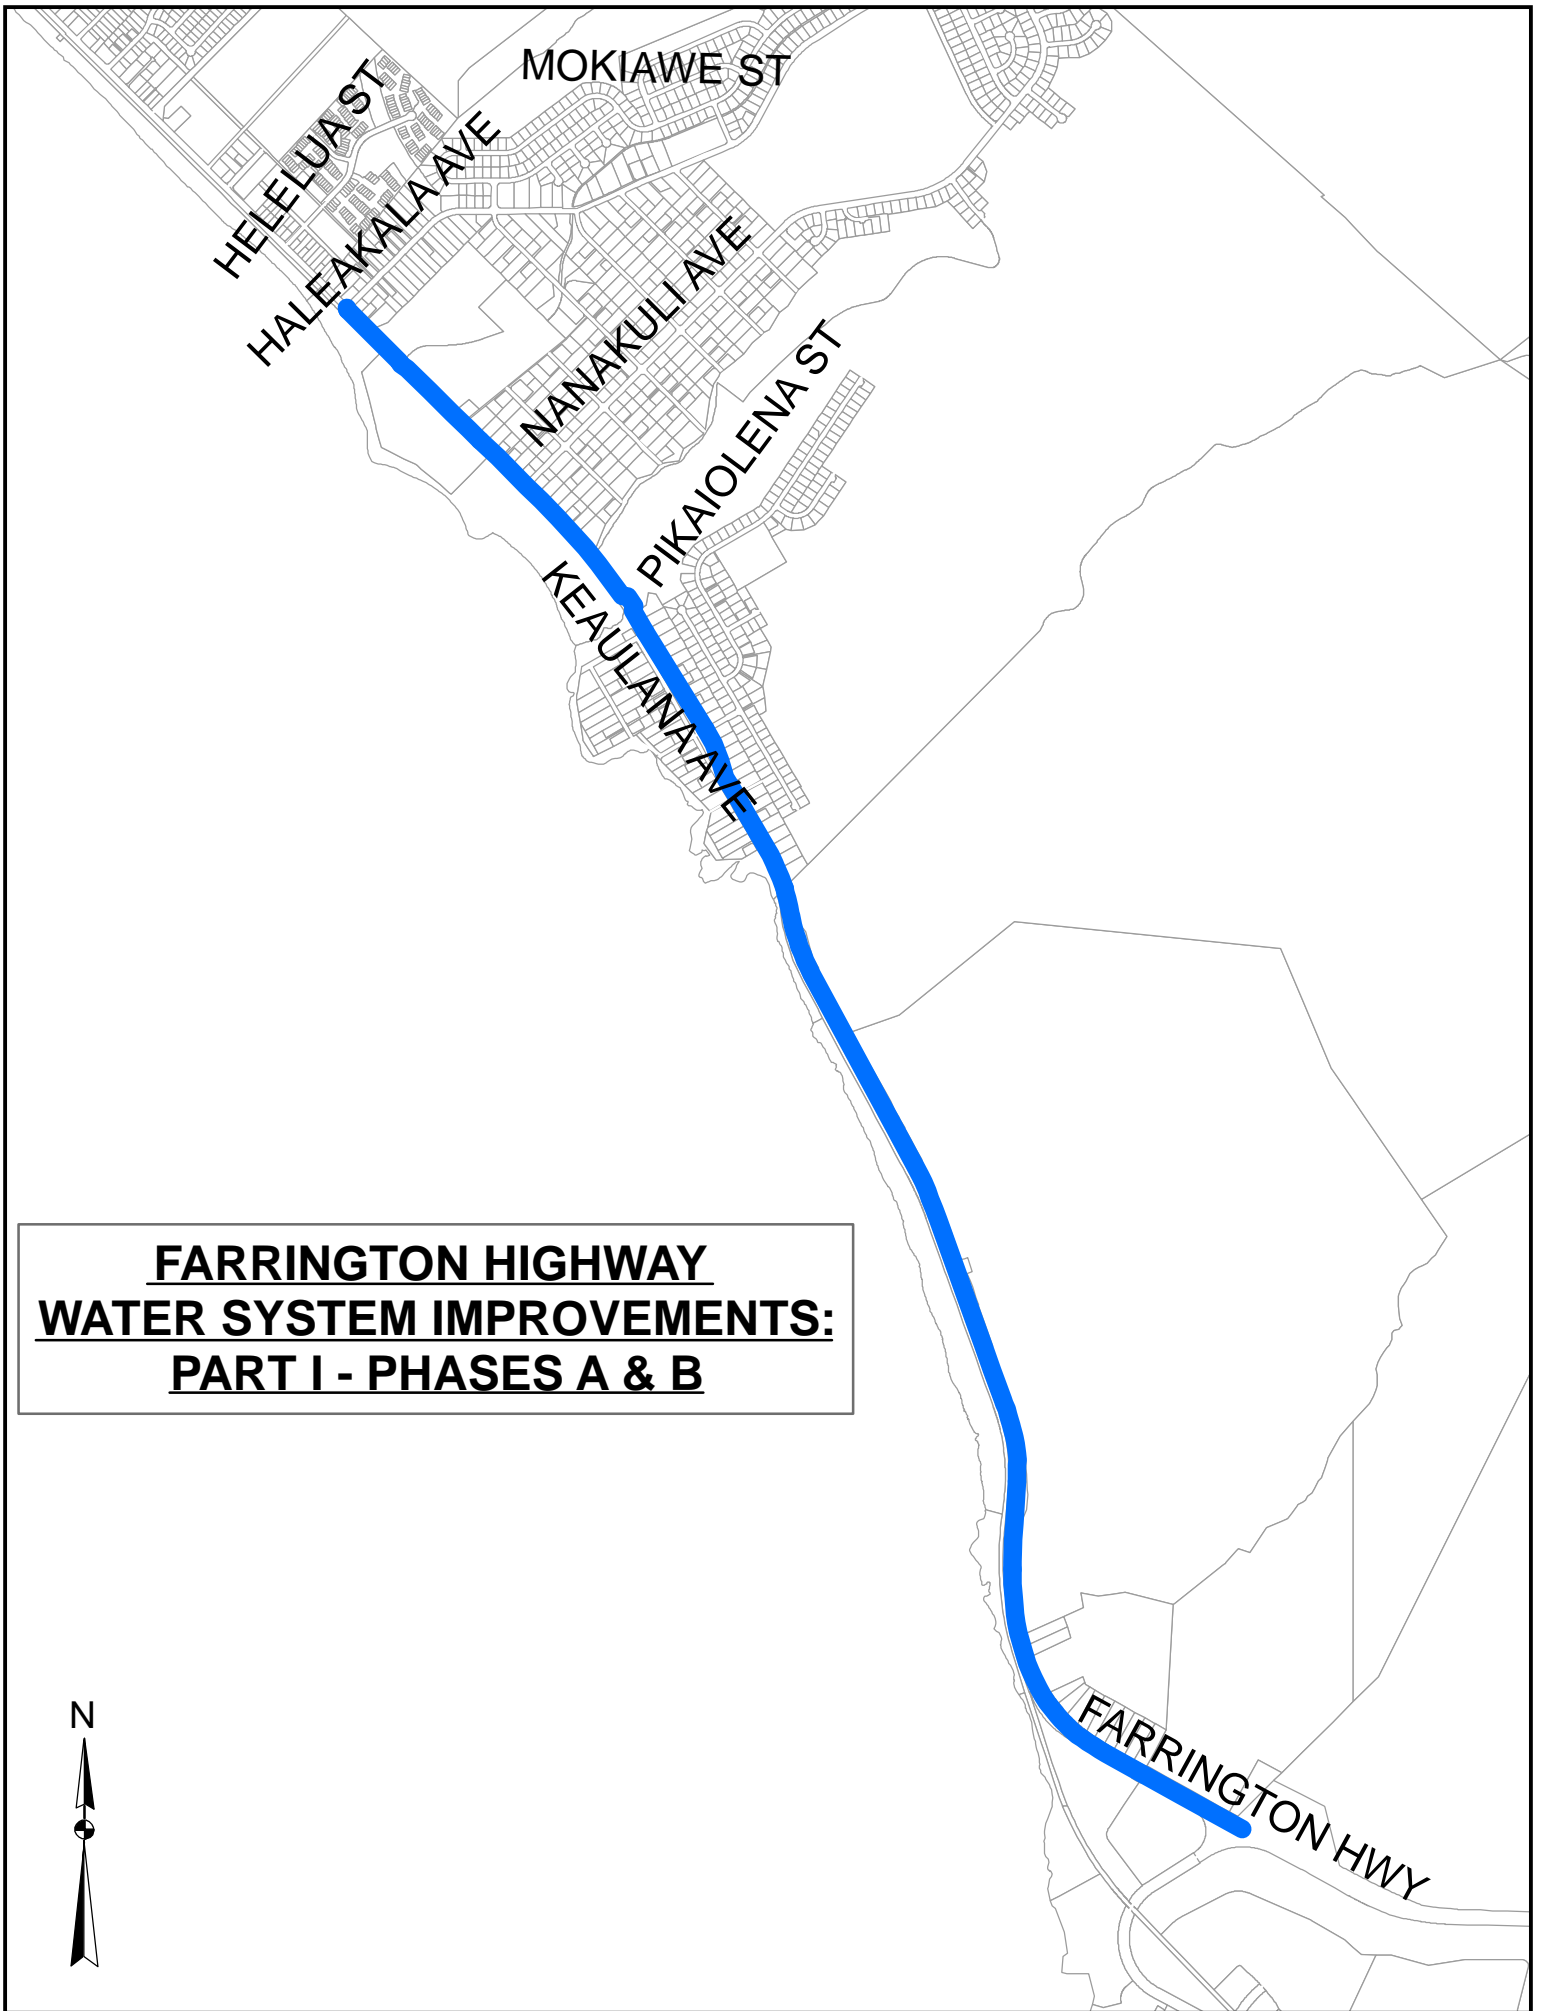 MOKIAWE ST
HELELUA ST
HALEAKALA AVE
NANAKULI AVE
PIKAIOLENA ST
KEAULANA AVE
FARRINGTON HIGHWAY
WATER SYSTEM IMPROVEMENTS:
PART I - PHASES A & B
N
FARRINGTON HWY